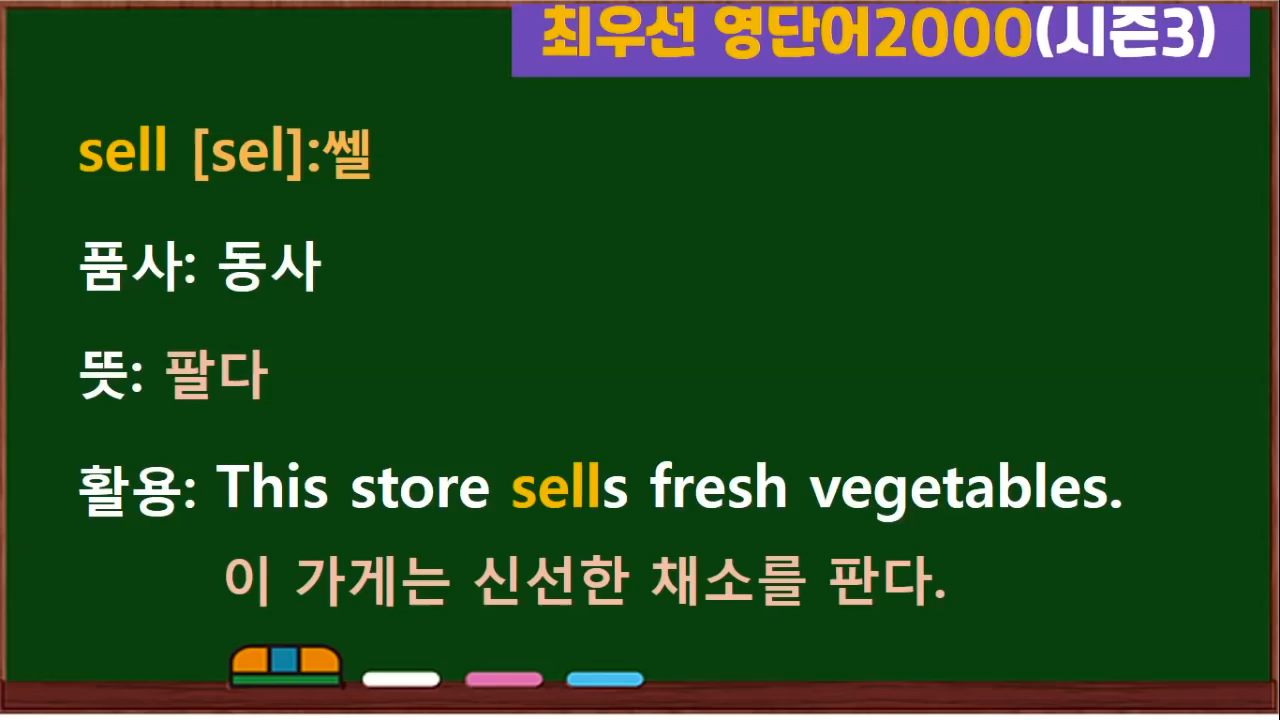 최우선 영단어2000(시즌3)
sell [sel]:쎌
품사: 동사
뜻: 팔다
활용: This store sells fresh vegetables.
이 가게는 신선한 채소를 판다.